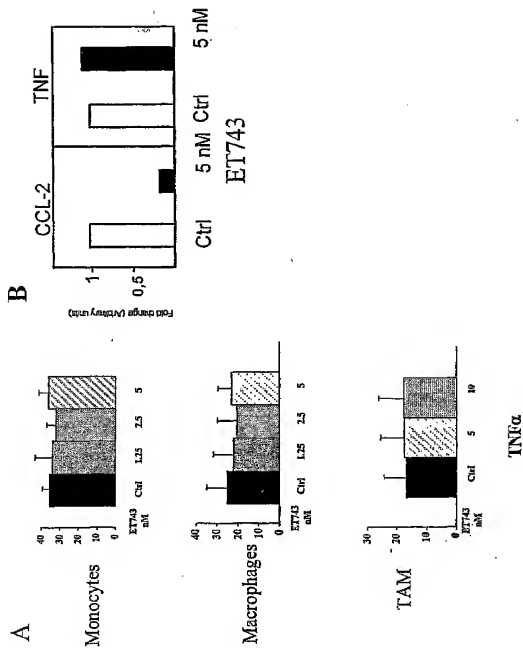 A
Monocytes
40
30
20
10
0
ET743
nM
Ctrl
1.25
2.5
5
Macrophages
40
30
20
10
0
ET743
nM
Ctrl
1.25
2.5
5
TAM
30
20
10
0
ET743
nM
Ctrl
5
10
TNFα
B
CCL-2
TNF
Fold change (Arbitrary units)
1
0,5
Ctrl
5 nM
Ctrl
5 nM
ET743